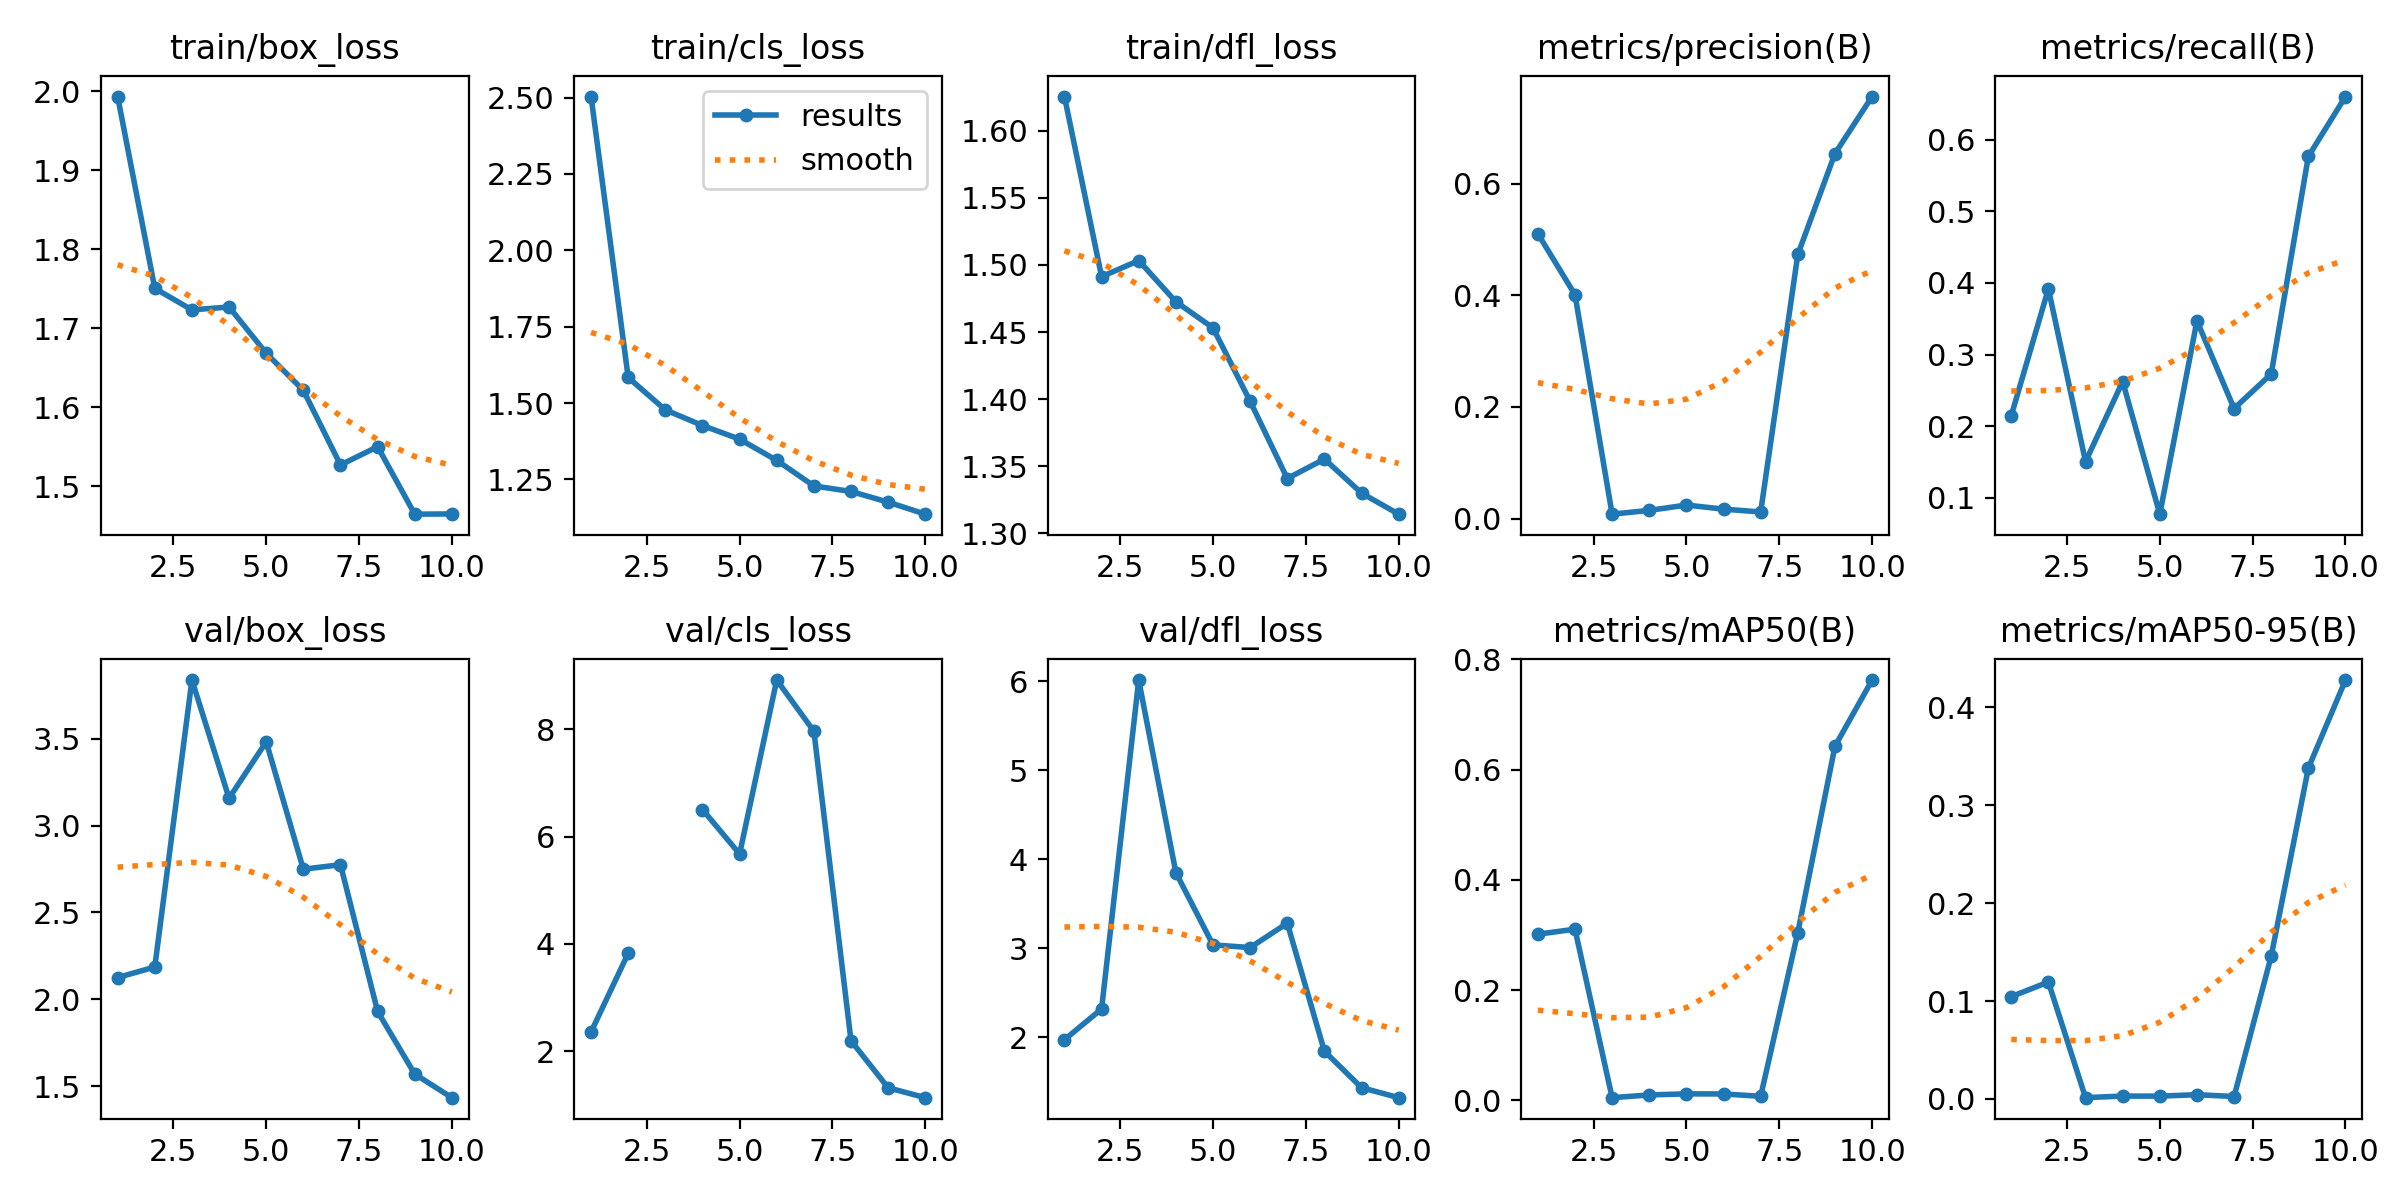 train/box_loss
2.0
1.9
1.8
1.7
1.6
1.5
2.5 5.0 7.5 10.0
train/cls_loss
results
smooth
2.50
2.25
2.00
1.75
1.50
1.25
2.5 5.0 7.5 10.0
train/dfl_loss
1.60
1.55
1.50
1.45
1.40
1.35
1.30
2.5 5.0 7.5 10.0
metrics/precision(B)
0.6
0.4
0.2
0.0
2.5 5.0 7.5 10.0
metrics/recall(B)
0.6
0.5
0.4
0.3
0.2
0.1
2.5 5.0 7.5 10.0
val/box_loss
3.5
3.0
2.5
2.0
1.5
2.5 5.0 7.5 10.0
val/cls_loss
8
6
4
2
2.5 5.0 7.5 10.0
val/dfl_loss
6
5
4
3
2
2.5 5.0 7.5 10.0
metrics/mAP50(B)
0.8
0.6
0.4
0.2
0.0
2.5 5.0 7.5 10.0
metrics/mAP50-95(B)
0.4
0.3
0.2
0.1
0.0
2.5 5.0 7.5 10.0